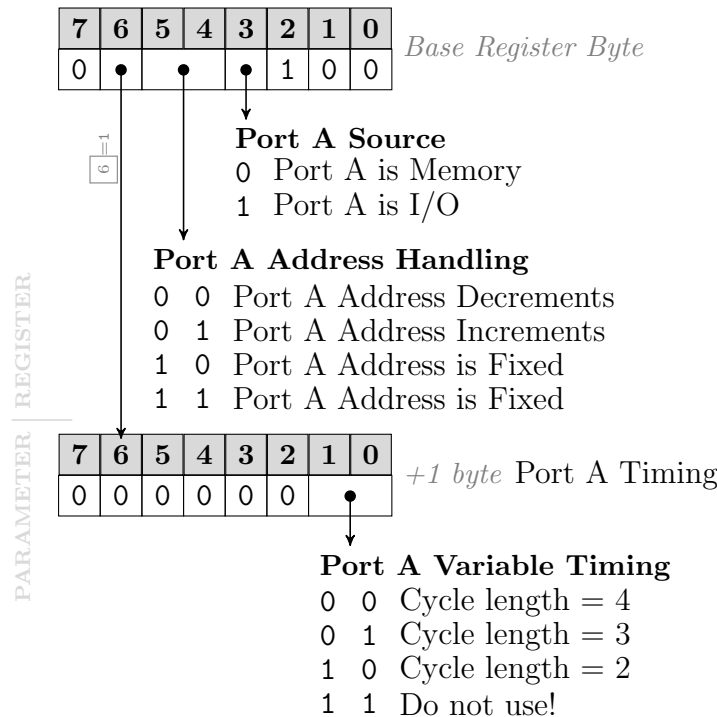 7 6 5 4 3 2 1 0
Base Register Byte
0 1 0 0
6 =1
Port A Source
0 Port A is Memory
1 Port A is I/O
Port A Address Handling
0 0 Port A Address Decrements
0 1 Port A Address Increments
1 0 Port A Address is Fixed
1 1 Port A Address is Fixed
REGISTER
PARAMETER
7 6 5 4 3 2 1 0
+1 byte Port A Timing
0 0 0 0 0 0
Port A Variable Timing
0 0 Cycle length = 4
0 1 Cycle length = 3
1 0 Cycle length = 2
1 1 Do not use!